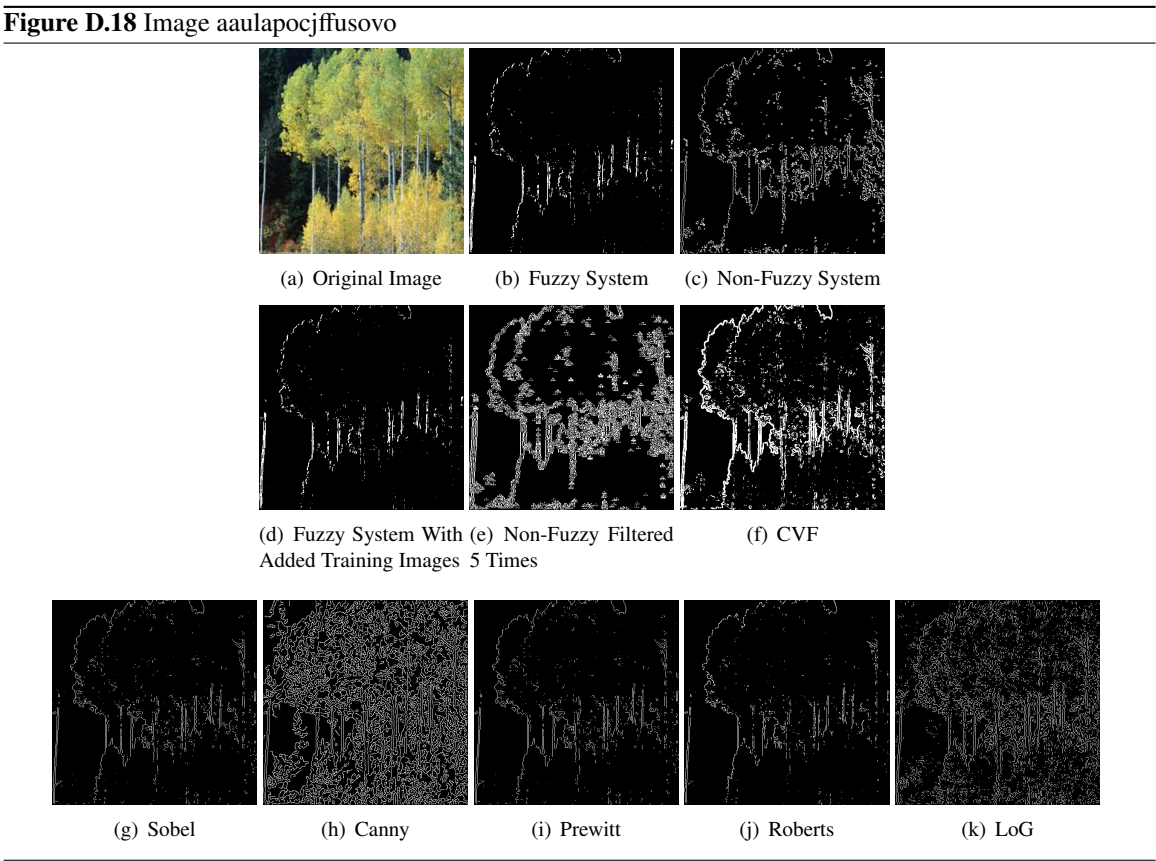 Figure D.18 Image aaulapocjffusovo
(a) Original Image
(b) Fuzzy System
(c) Non-Fuzzy System
(d) Fuzzy System With
Added Training Images
(e) Non-Fuzzy Filtered
5 Times
(f) CVF
(g) Sobel
(h) Canny
(i) Prewitt
(j) Roberts
(k) LoG